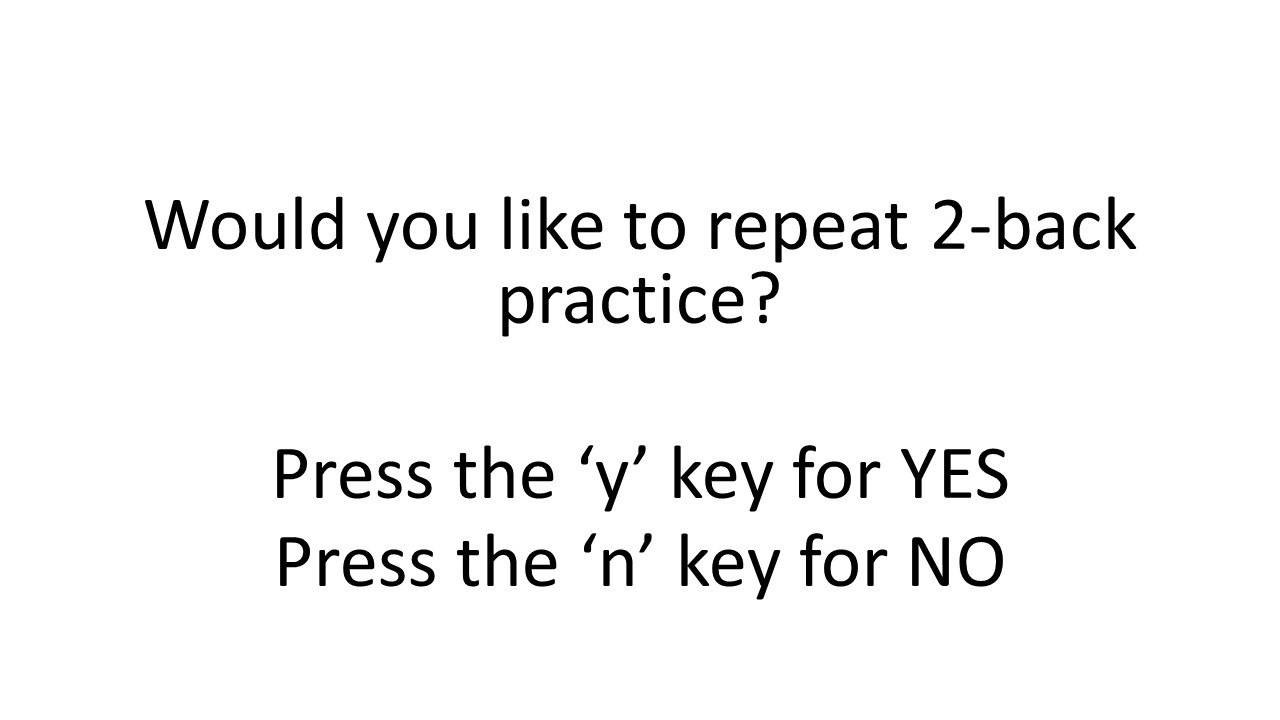 Would you like to repeat 2-back
practice?
Press the ‘y’ key for YES
Press the ‘n’ key for NO